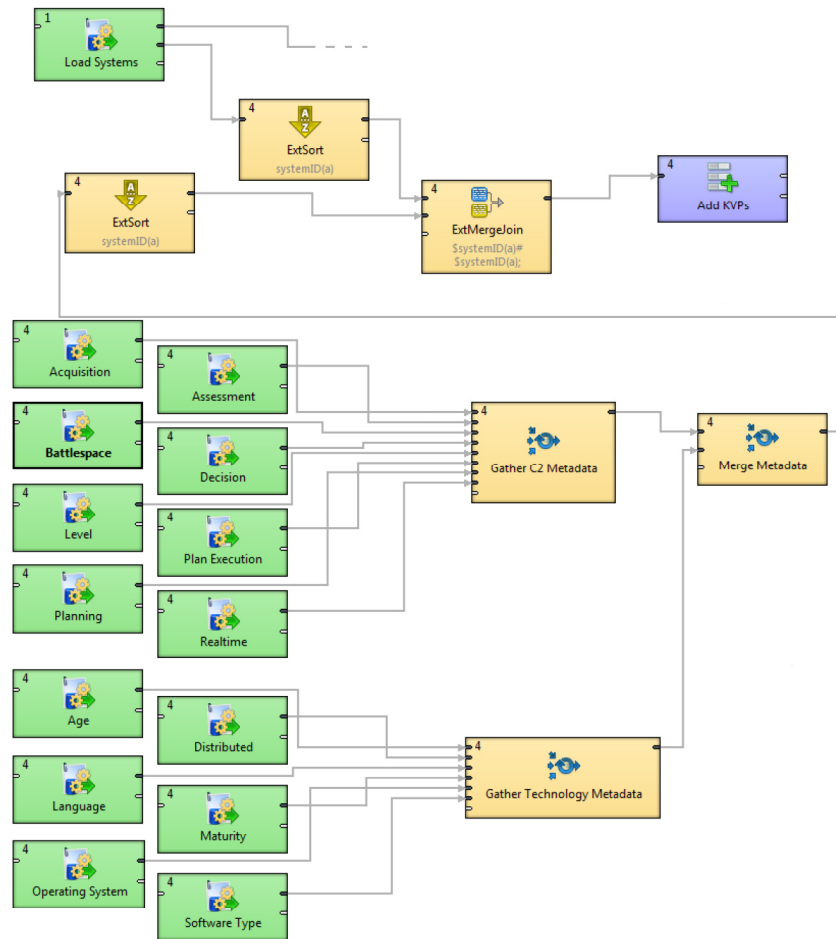 1
Load Systems
4
ExtSort
systemID(a)
4
ExtSort
systemID(a)
4
ExtMergeJoin
$systemID(a)#
$systemID(a);
4
Add KVPs
4
Acquisition
4
Assessment
4
Battlespace
4
Decision
4
Level
4
Plan Execution
4
Planning
4
Realtime
4
Gather C2 Metadata
4
Merge Metadata
4
Age
4
Distributed
4
Language
4
Maturity
4
Operating System
4
Software Type
4
Gather Technology Metadata